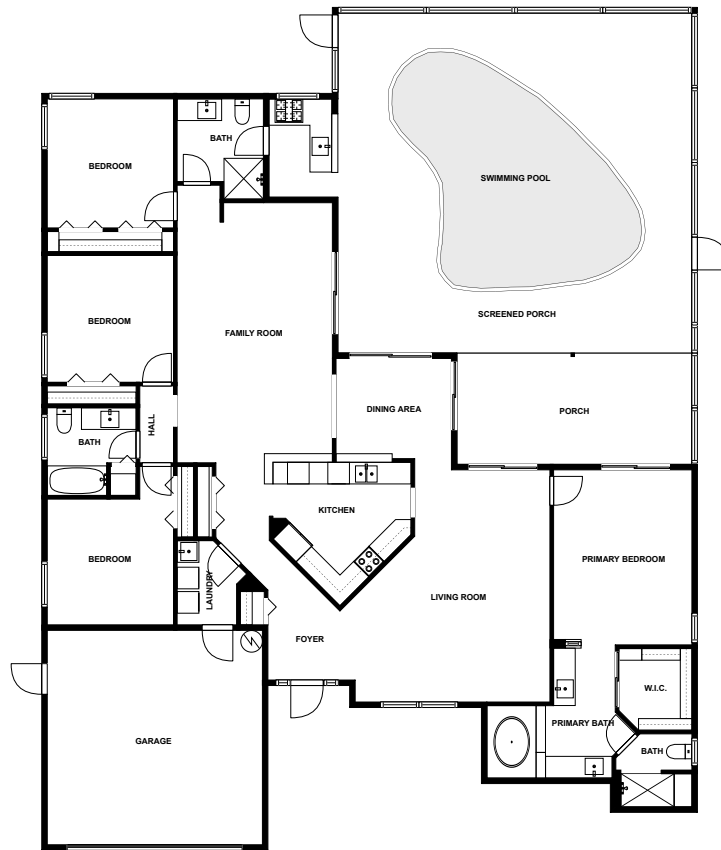 BATH
BEDROOM
SWIMMING POOL
SCREENED PORCH
BEDROOM
FAMILY ROOM
DINING AREA
PORCH
HALL
BATH
KITCHEN
BEDROOM
PRIMARY BEDROOM
LAUNDRY
LIVING ROOM
FOYER
W.I.C.
PRIMARY BATH
GARAGE
BATH